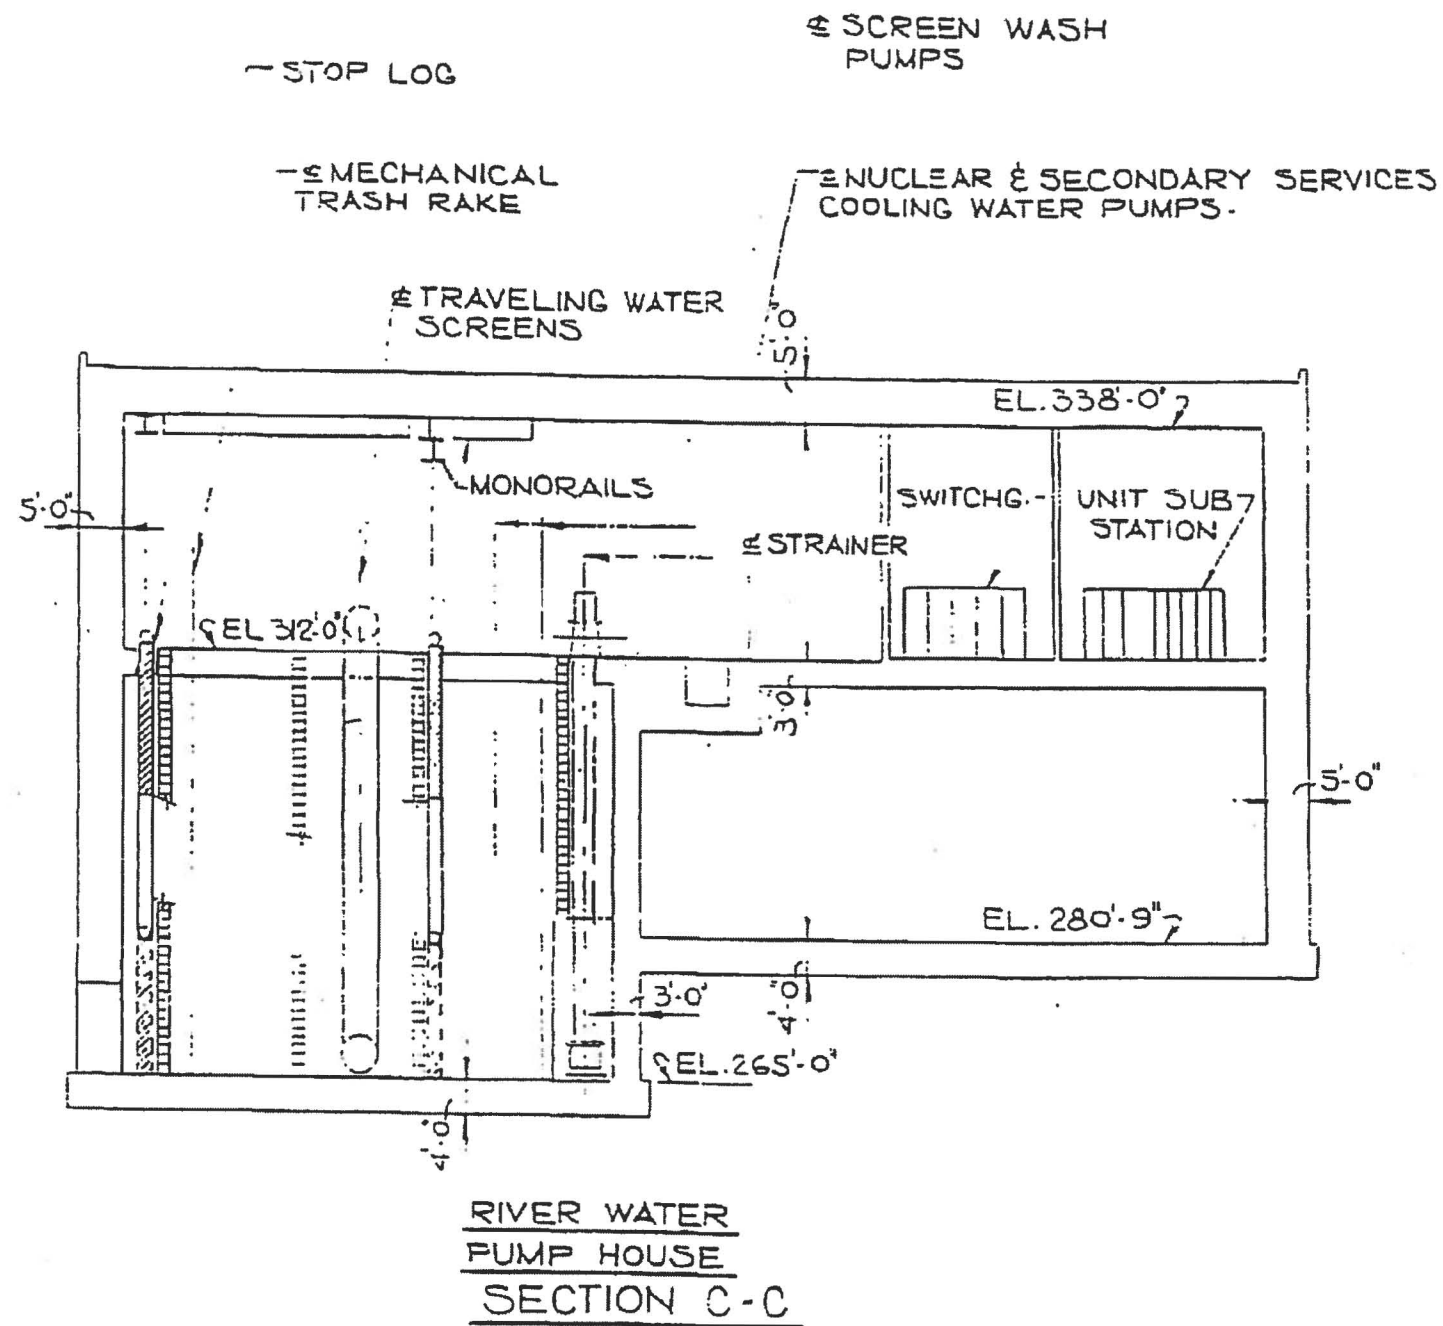 ℄ SCREEN WASH
PUMPS
STOP LOG
℄ MECHANICAL
TRASH RAKE
℄ NUCLEAR & SECONDARY SERVICES
COOLING WATER PUMPS.
℄ TRAVELING WATER
SCREENS
5'-0"
EL. 338'-0"
MONORAILS
5'-0"
SWITCHG.
UNIT SUB
STATION
℄ STRAINER
EL 312'-0"
3'-0"
5'-0"
EL. 280'-9"
3'-0"
4'-0"
EL. 265'-0"
4'-0"
RIVER WATER
PUMP HOUSE
SECTION C-C